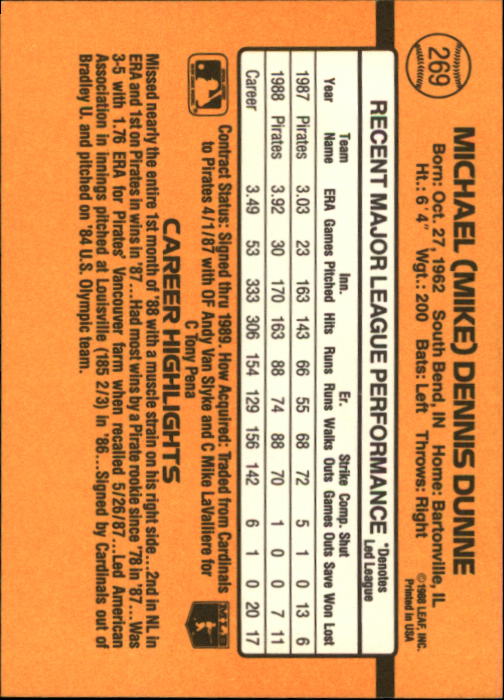 269
MICHAEL (MIKE) DENNIS DUNNE
Born: Oct. 27, 1962 South Bend, IN Home: Bartonville, IL
Ht.: 6'4" Wgt.: 200 Bats: Left Throws: Right
©1988 LEAF, INC.
Printed in USA
RECENT MAJOR LEAGUE PERFORMANCE
*Denotes
Led League
Team Inn. Er. Strike Comp. Shut
Year Name ERA Games Pitched Hits Runs Runs Walks Outs Games Outs Save Won Lost
1987 Pirates 3.03 23 163 143 66 55 68 72 5 1 0 13 6
1988 Pirates 3.92 30 170 163 88 74 88 70 1 0 0 7 11
Career 3.49 53 333 306 154 129 156 142 6 1 0 20 17
Contract Status: Signed thru 1989. How Acquired: Traded from Cardinals
to Pirates 4/1/87 with OF Andy Van Slyke and C Mike LaValliere for
C Tony Pena
CAREER HIGHLIGHTS
Missed nearly the entire 1st month of '88 with a muscle strain on his right side...2nd in NL in
ERA and 1st on Pirates in wins in '87...Had most wins by a Pirate rookie since '78 in '87...Was
3-5 with 1.76 ERA for Pirates' Vancouver farm when recalled 5/26/87...Led American
Association in innings pitched at Louisville (185 2/3) in '86...Signed by Cardinals out of
Bradley U. and pitched on '84 U.S. Olympic team.